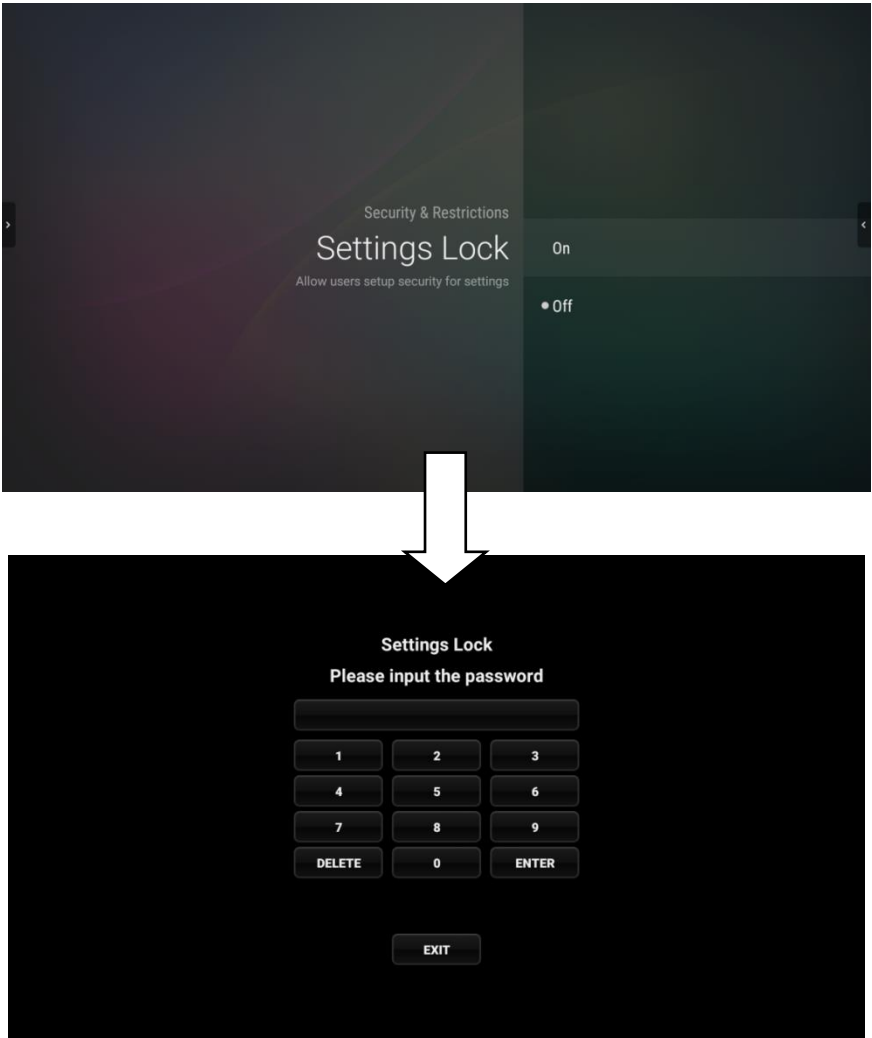 Security & Restrictions
Settings Lock
Allow users setup security for settings
On
Off
Settings Lock
Please input the password
1 2 3
4 5 6
7 8 9
DELETE 0 ENTER
EXIT